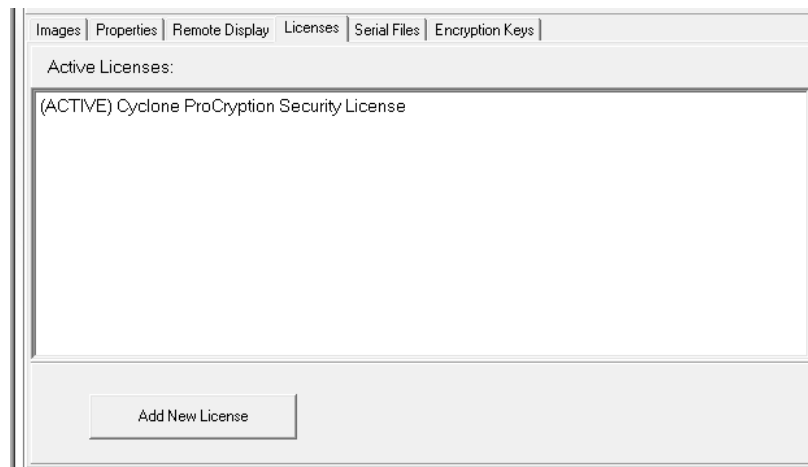 Images Properties Remote Display Licenses Serial Files Encryption Keys
Active Licenses:
(ACTIVE) Cyclone ProCryption Security License
Add New License